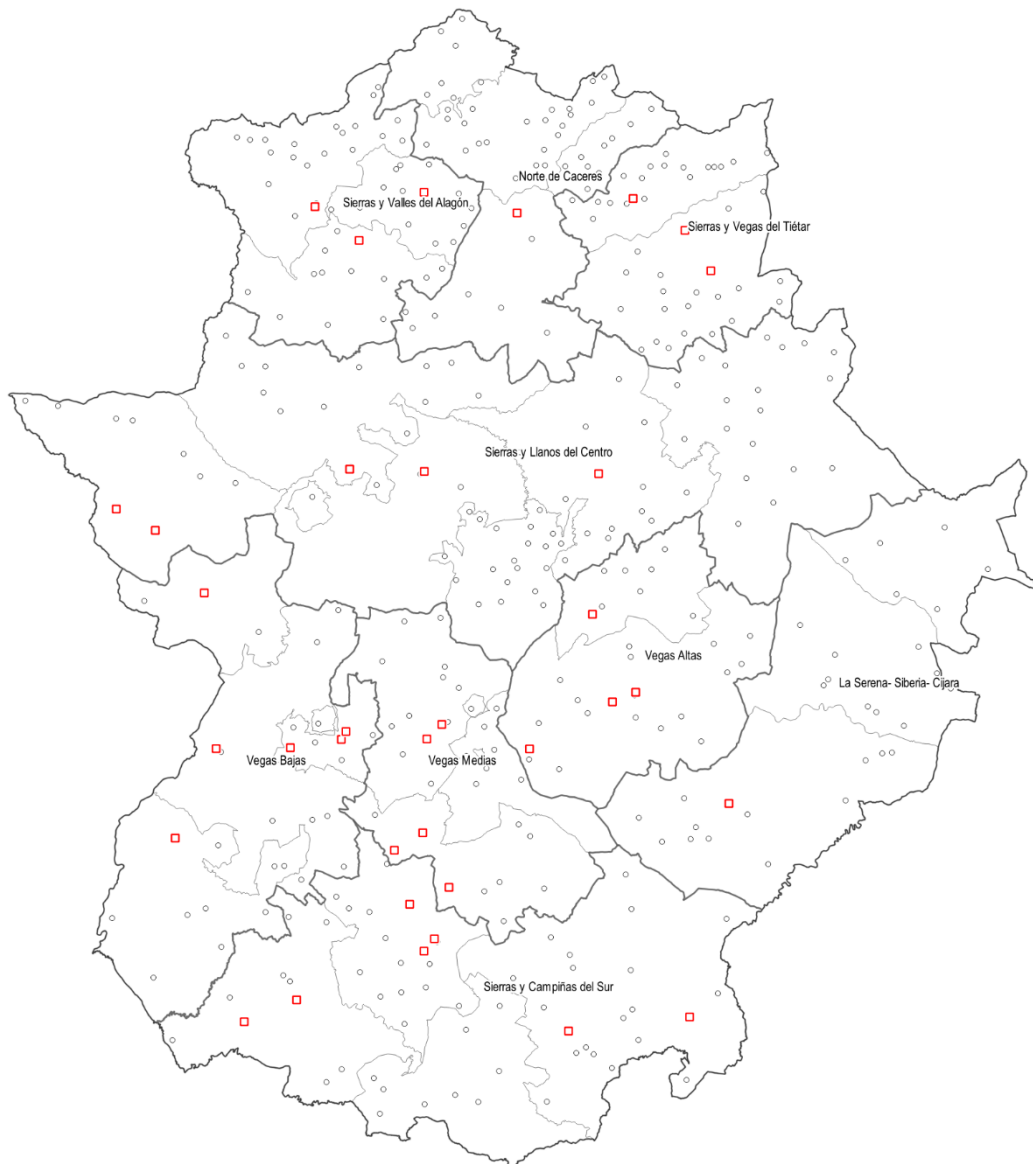 Norte de Caceres
Sierras y Valles del Alagón
Sierras y Vegas del Tiétar
Sierras y Llanos del Centro
Vegas Altas
La Serena- Siberia- Cijara
Vegas Bajas
Vegas Medias
Sierras y Campiñas del Sur